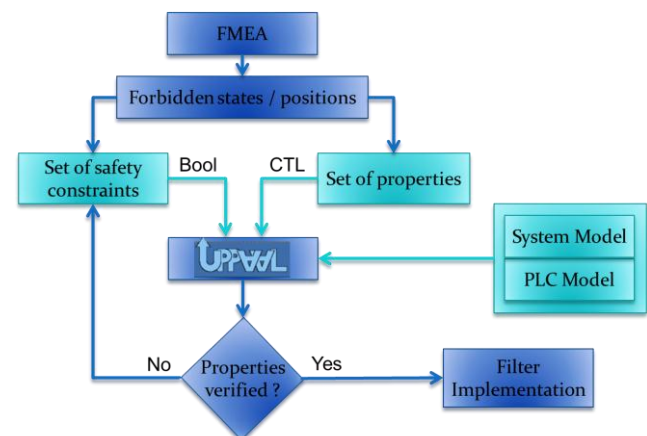 FMEA
Forbidden states / positions
Set of safety
constraints
Bool
CTL
Set of properties
UPPAAL
System Model
PLC Model
No
Properties
verified ?
Yes
Filter
Implementation